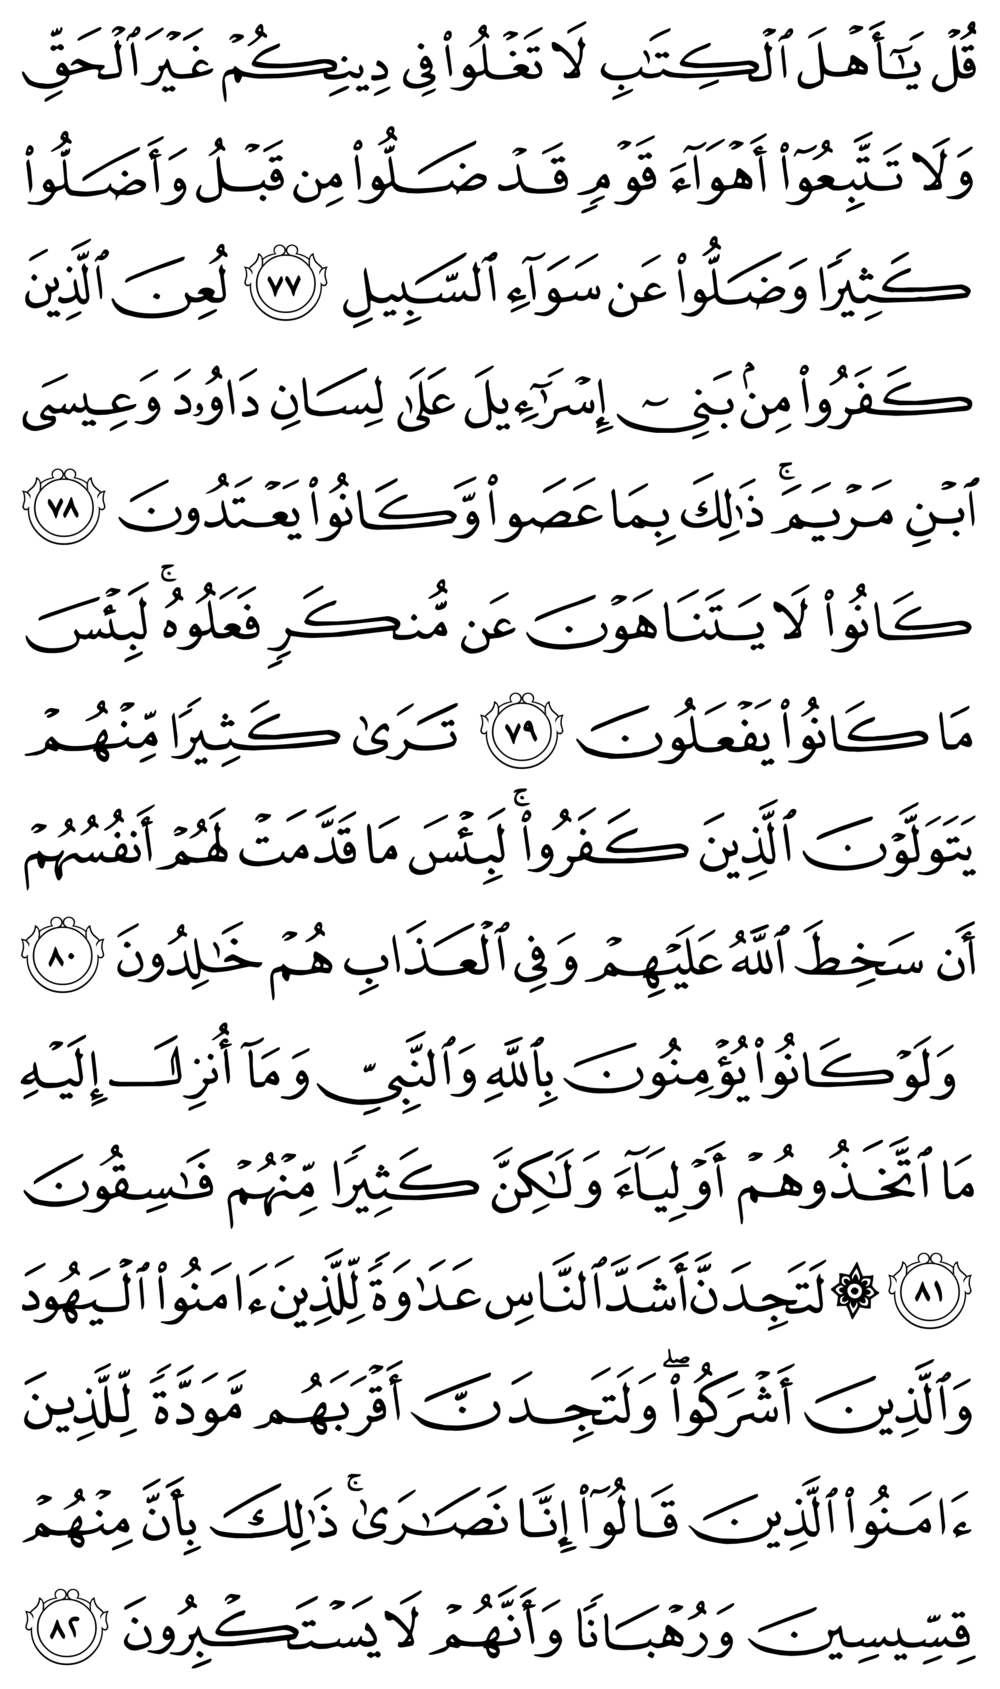 قُلۡ يَٰٓأَهۡلَ ٱلۡكِتَٰبِ لَا تَغۡلُواْ فِي دِينِكُمۡ غَيۡرَ ٱلۡحَقِّ
وَلَا تَتَّبِعُوٓاْ أَهۡوَآءَ قَوۡمٖ قَدۡ ضَلُّواْ مِن قَبۡلُ وَأَضَلُّواْ
كَثِيرٗا وَضَلُّواْ عَن سَوَآءِ ٱلسَّبِيلِ ٧٧ لُعِنَ ٱلَّذِينَ
كَفَرُواْ مِنۢ بَنِيٓ إِسۡرَٰٓءِيلَ عَلَىٰ لِسَانِ دَاوُۥدَ وَعِيسَى
ٱبۡنِ مَرۡيَمَۚ ذَٰلِكَ بِمَا عَصَواْ وَّكَانُواْ يَعۡتَدُونَ ٧٨
كَانُواْ لَا يَتَنَاهَوۡنَ عَن مُّنكَرٖ فَعَلُوهُۚ لَبِئۡسَ
مَا كَانُواْ يَفۡعَلُونَ ٧٩ تَرَىٰ كَثِيرٗا مِّنۡهُمۡ
يَتَوَلَّوۡنَ ٱلَّذِينَ كَفَرُواْۚ لَبِئۡسَ مَا قَدَّمَتۡ لَهُمۡ أَنفُسُهُمۡ
أَن سَخِطَ ٱللَّهُ عَلَيۡهِمۡ وَفِي ٱلۡعَذَابِ هُمۡ خَٰلِدُونَ ٨٠
وَلَوۡ كَانُواْ يُؤۡمِنُونَ بِٱللَّهِ وَٱلنَّبِيِّ وَمَآ أُنزِلَ إِلَيۡهِ
مَا ٱتَّخَذُوهُمۡ أَوۡلِيَآءَ وَلَٰكِنَّ كَثِيرٗا مِّنۡهُمۡ فَٰسِقُونَ
٨١ ۞ لَتَجِدَنَّ أَشَدَّ ٱلنَّاسِ عَدَٰوَةٗ لِّلَّذِينَ ءَامَنُواْ ٱلۡيَهُودَ
وَٱلَّذِينَ أَشۡرَكُواْۖ وَلَتَجِدَنَّ أَقۡرَبَهُم مَّوَدَّةٗ لِّلَّذِينَ
ءَامَنُواْ ٱلَّذِينَ قَالُوٓاْ إِنَّا نَصَٰرَىٰۚ ذَٰلِكَ بِأَنَّ مِنۡهُمۡ
قِسِّيسِينَ وَرُهۡبَانٗا وَأَنَّهُمۡ لَا يَسۡتَكۡبِرُونَ ٨٢